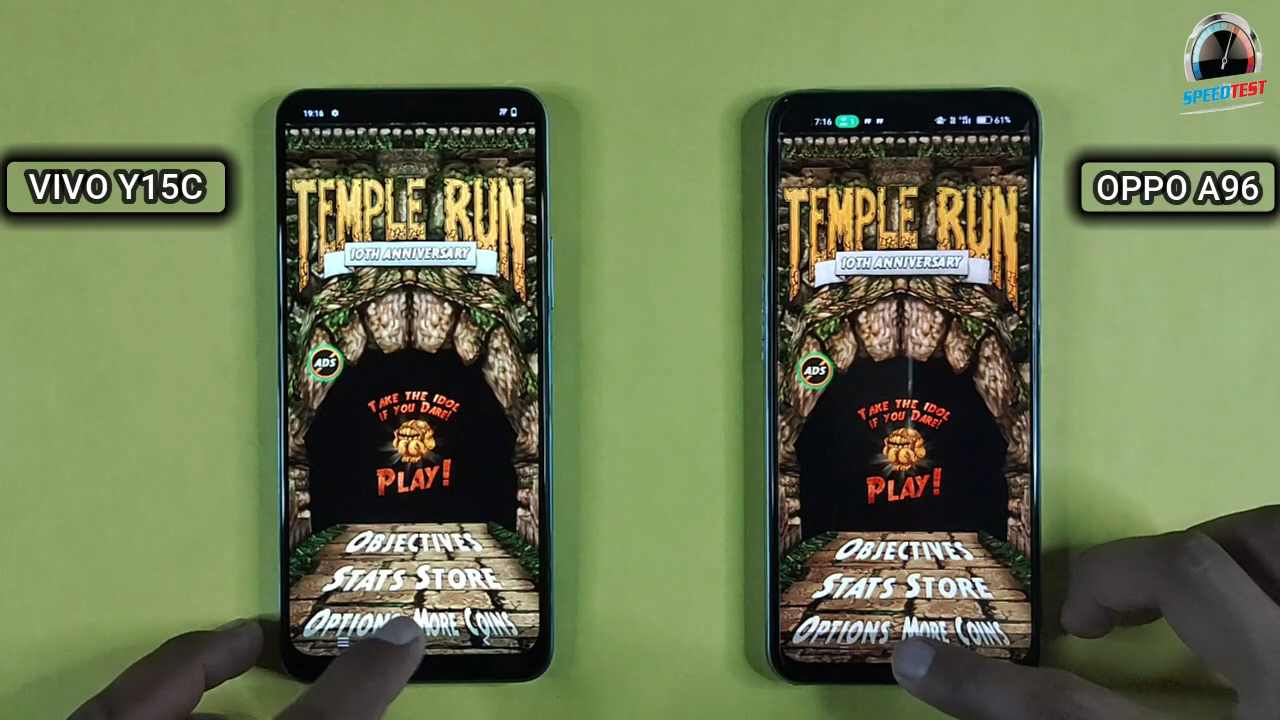 SPEEDTEST
VIVO Y15C
OPPO A96
19:16
TEMPLE RUN
10TH ANNIVERSARY
ADS
TAKE THE IDOL
IF YOU DARE!
PLAY!
OBJECTIVES
STATS STORE
OPTIONS MORE COINS
7:16
61%
TEMPLE RUN
10TH ANNIVERSARY
ADS
TAKE THE IDOL
IF YOU DARE!
PLAY!
OBJECTIVES
STATS STORE
OPTIONS MORE COINS